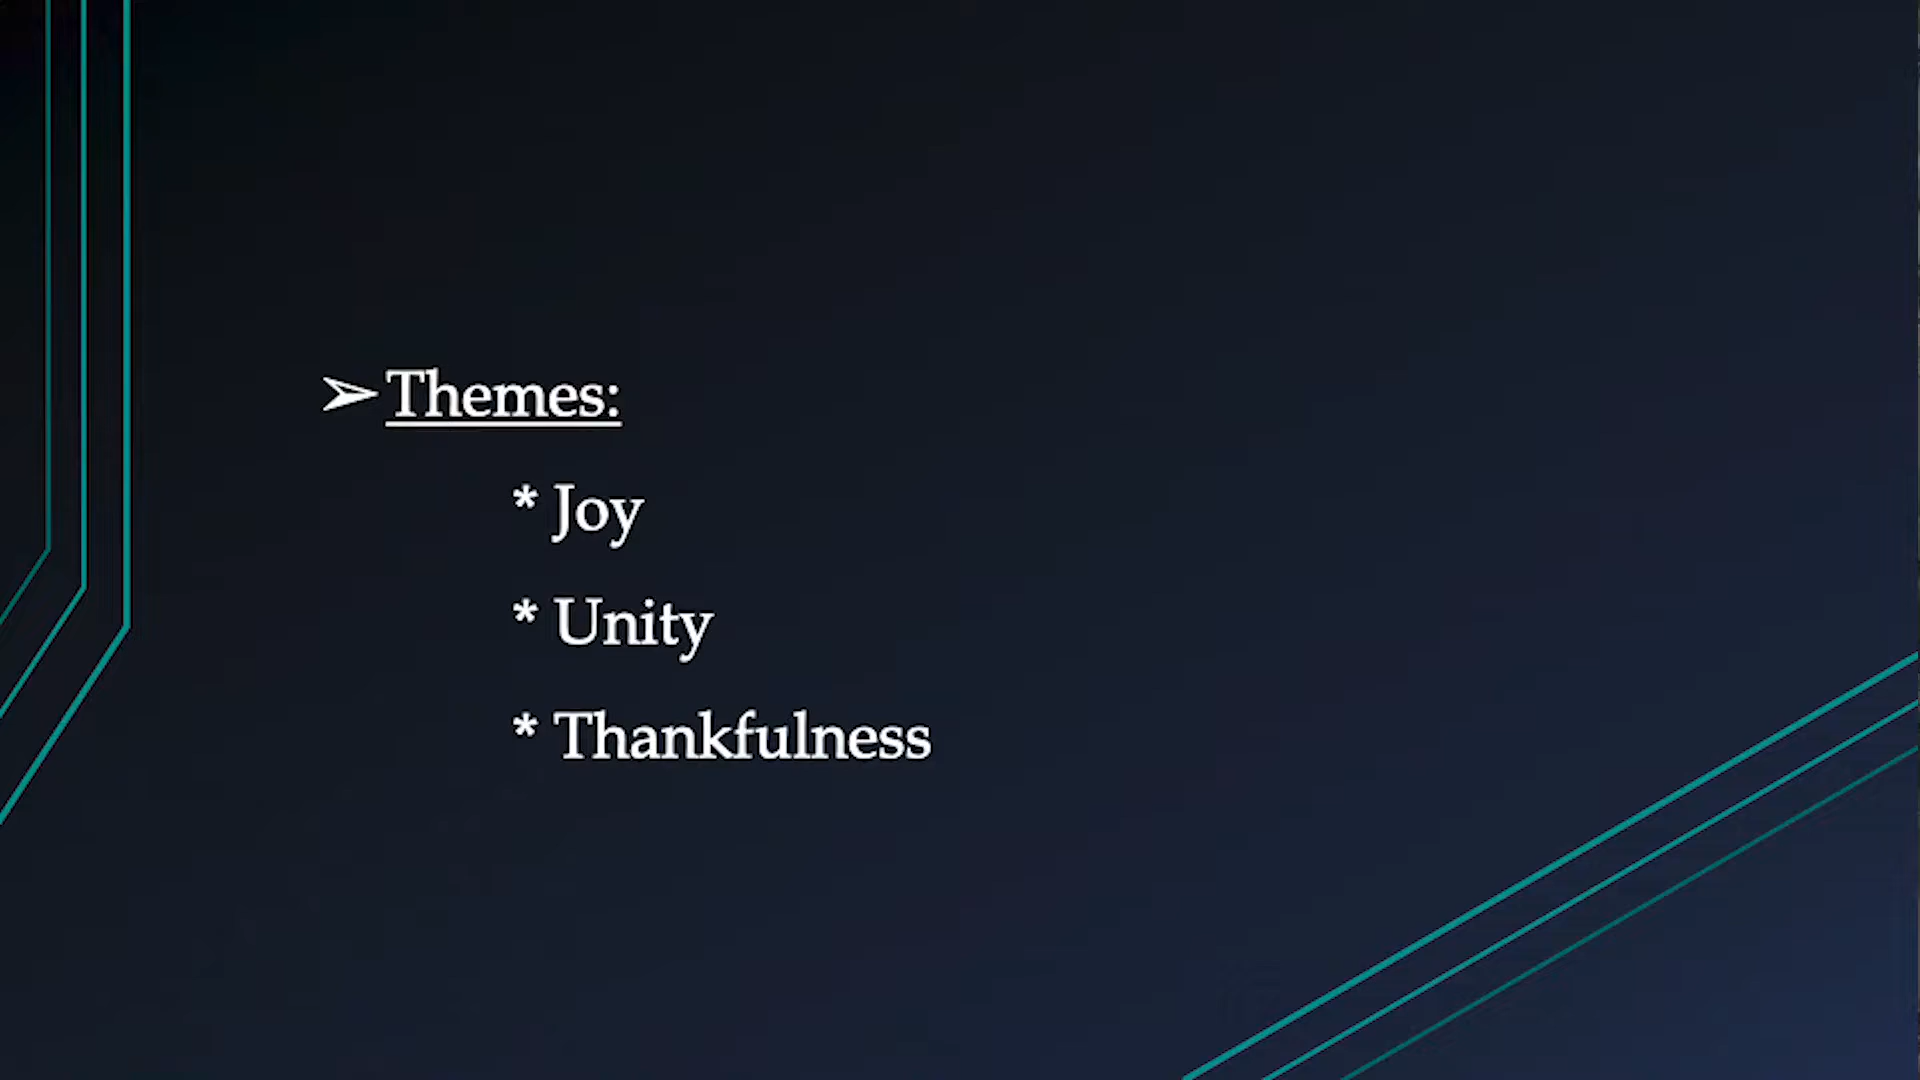 ➢ Themes:
* Joy
* Unity
* Thankfulness